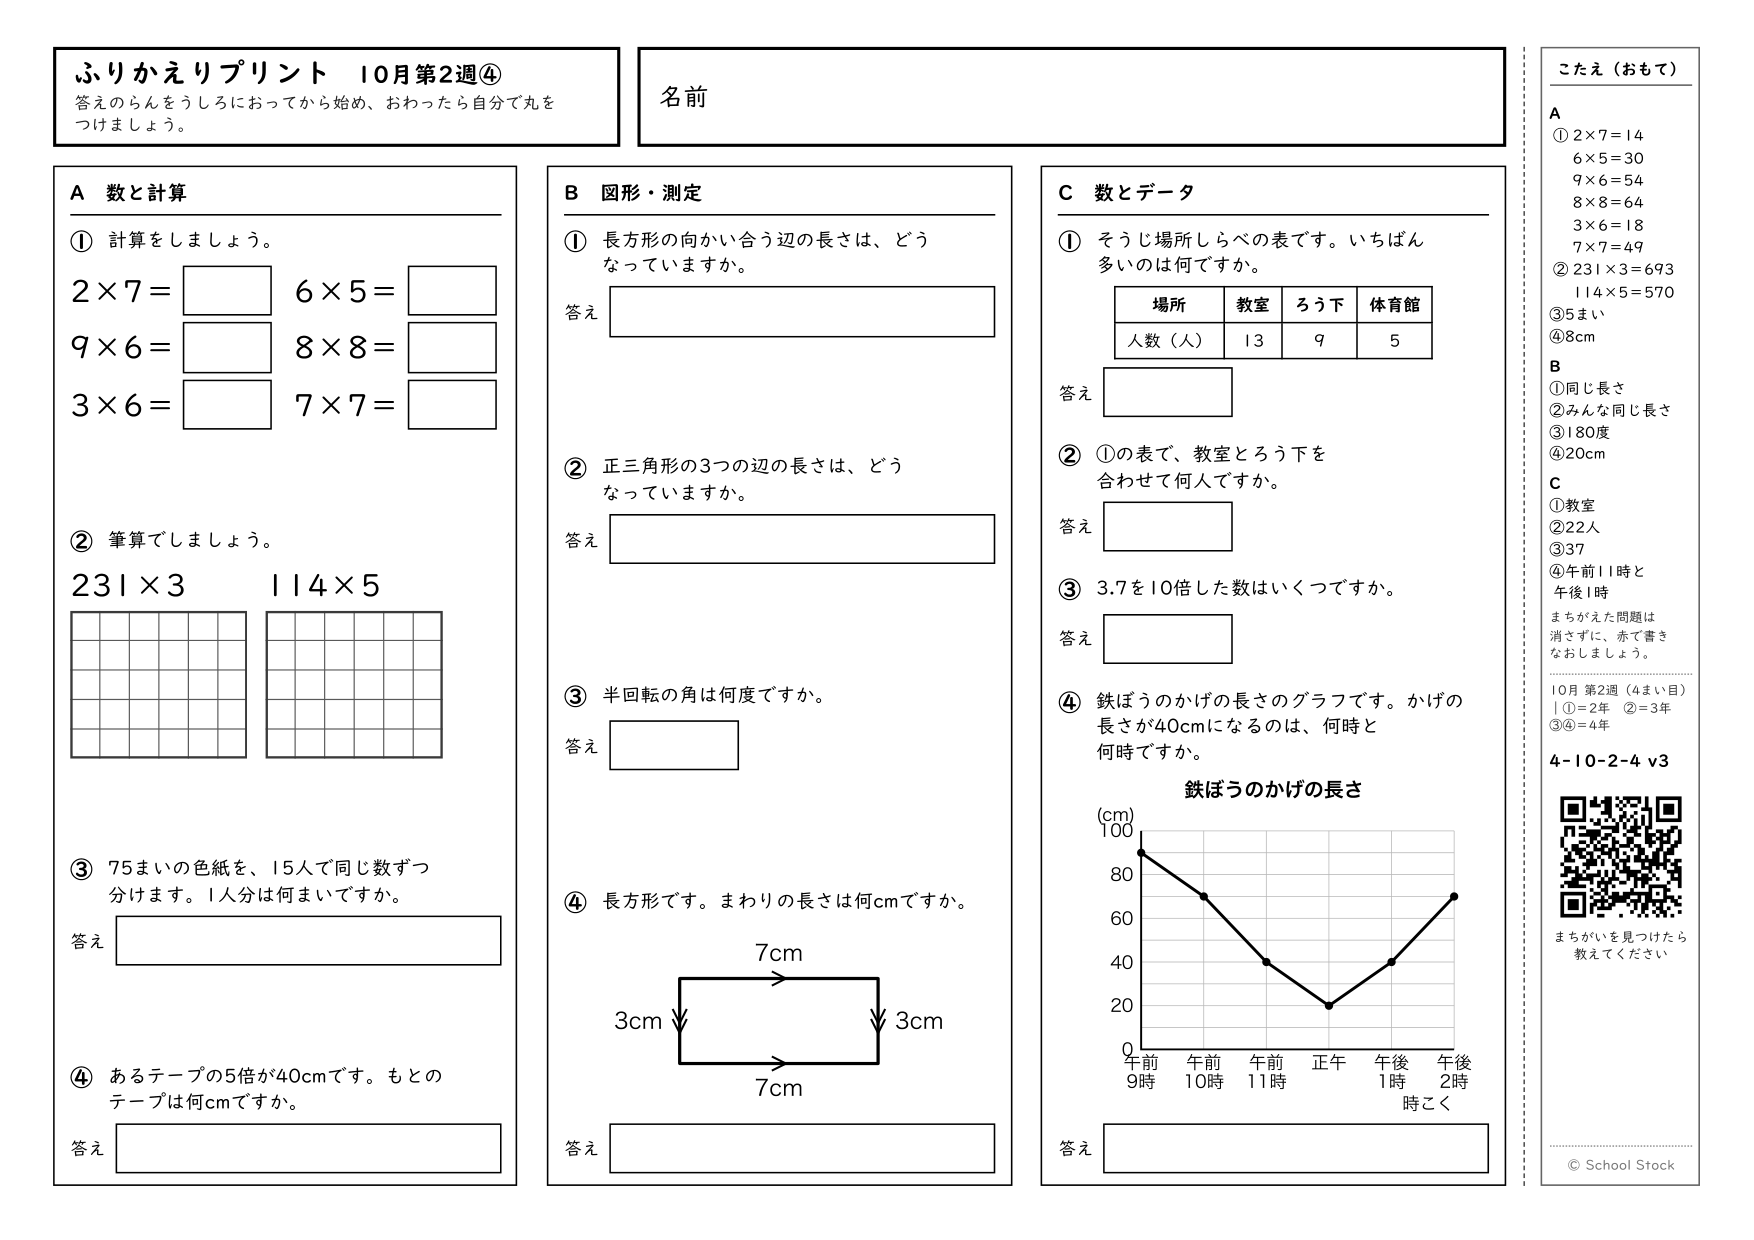 ふりかえりプリント　10月第2週④
答えのらんをうしろにおってから始め、おわったら自分で丸を
つけましょう。
名前
A　数と計算
① 計算をしましょう。
2×7＝　6×5＝
9×6＝　8×8＝
3×6＝　7×7＝
② 筆算でしましょう。
231×3　114×5
③ 75まいの色紙を、15人で同じ数ずつ
分けます。1人分は何まいですか。
答え
④ あるテープの5倍が40cmです。もとの
テープは何cmですか。
答え
B　図形・測定
① 長方形の向かい合う辺の長さは、どう
なっていますか。
答え
② 正三角形の3つの辺の長さは、どう
なっていますか。
答え
③ 半回転の角は何度ですか。
答え
④ 長方形です。まわりの長さは何cmですか。
7cm
3cm　3cm
7cm
答え
C　数とデータ
① そうじ場所しらべの表です。いちばん
多いのは何ですか。
場所　教室　ろう下　体育館
人数（人）　13　9　5
答え
② ①の表で、教室とろう下を
合わせて何人ですか。
答え
③ 3.7を10倍した数はいくつですか。
答え
④ 鉄ぼうのかげの長さのグラフです。かげの
長さが40cmになるのは、何時と
何時ですか。
鉄ぼうのかげの長さ
(cm)
100
80
60
40
20
0
午前　午前　午前　正午　午後　午後
9時　10時　11時　1時　2時
時こく
答え
こたえ（おもて）
A
① 2×7＝14
6×5＝30
9×6＝54
8×8＝64
3×6＝18
7×7＝49
② 231×3＝693
114×5＝570
③5まい
④8cm
B
①同じ長さ
②みんな同じ長さ
③180度
④20cm
C
①教室
②22人
③37
④午前11時と
午後1時
まちがえた問題は
消さずに、赤で書き
なおしましょう。
10月 第2週（4まい目）
｜①＝2年　②＝3年
③④＝4年
4-10-2-4 v3
まちがいを見つけたら
教えてください
© School Stock